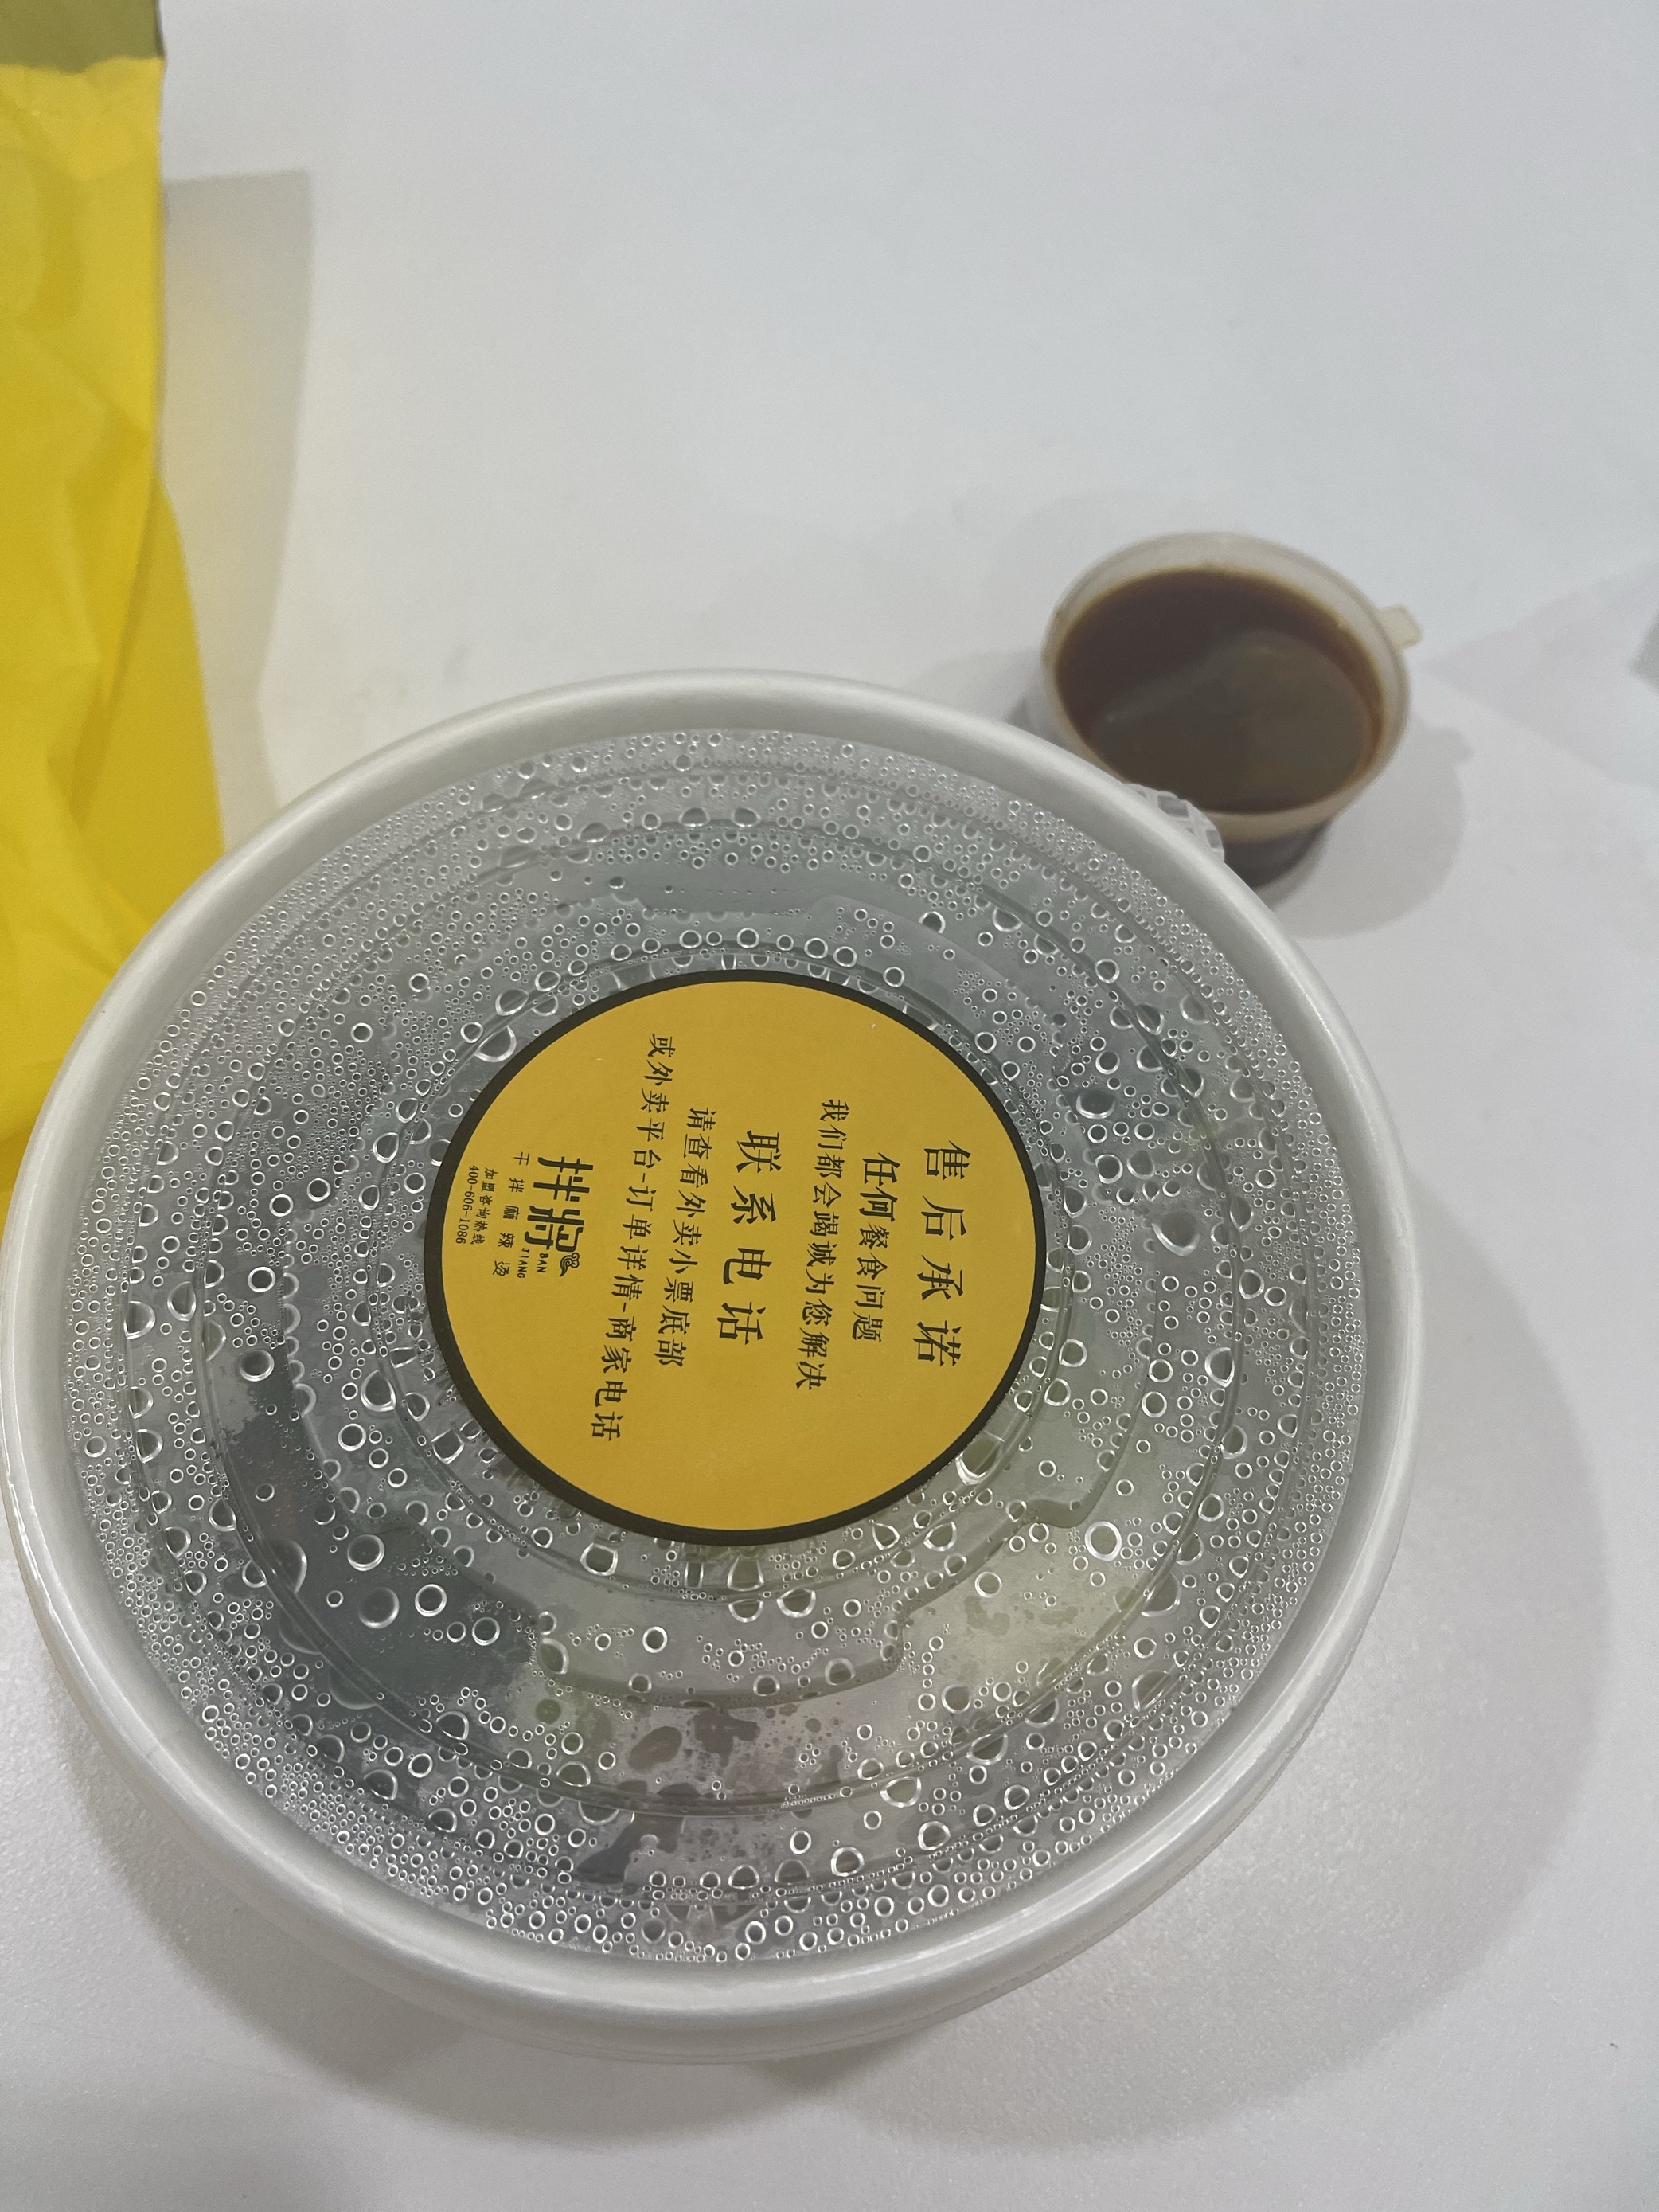 售后承诺
任何餐食问题
我们都会竭诚为您解决
联系电话
请查看外卖小票底部
或外卖平台-订单详情-商家电话
拌将
BAN
JIANG
干拌麻辣烫
加盟咨询热线
400-606-1086